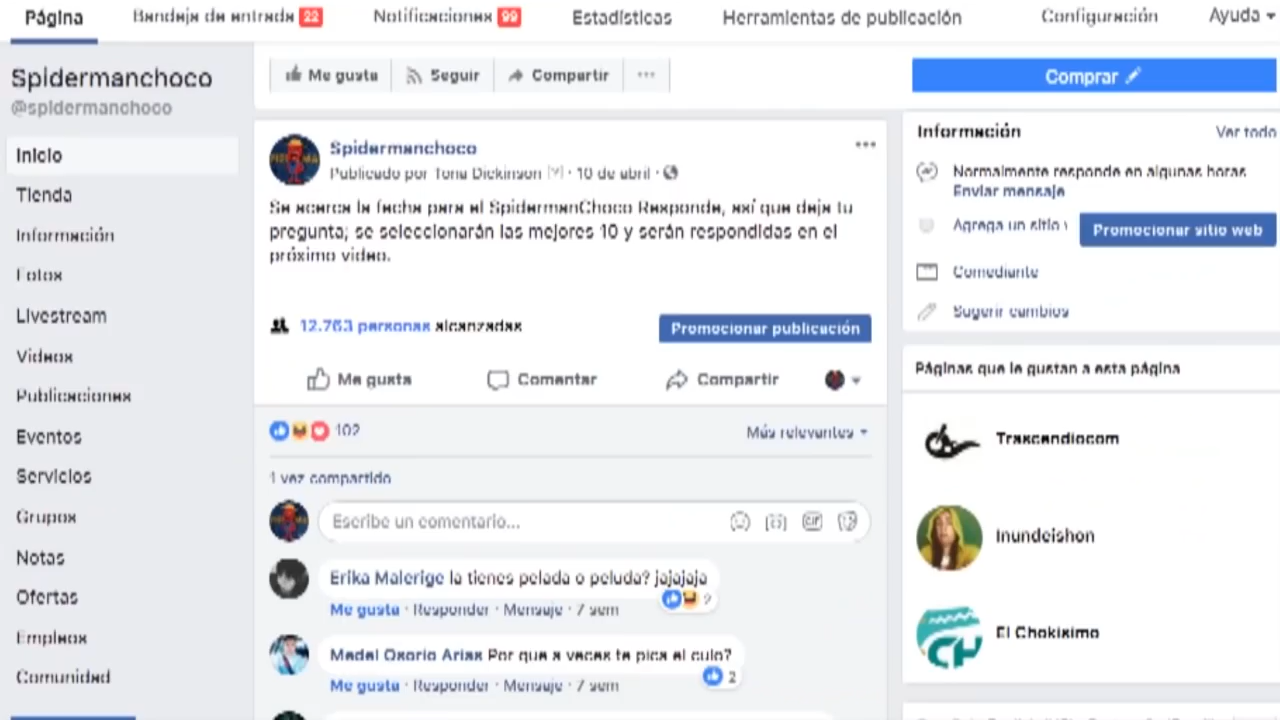 Página
Bandeja de entrada 22
Notificaciones 99
Estadísticas
Herramientas de publicación
Configuración
Ayuda
Spidermanchoco
@spidermanchoco
Inicio
Tienda
Información
Fotos
Livestream
Videos
Publicaciones
Eventos
Servicios
Grupos
Notas
Ofertas
Empleos
Comunidad
Me gusta
Seguir
Compartir
Comprar
Spidermanchoco
Publicado por Tona Dickinson [?] · 10 de abril ·
Se acerca la fecha para el SpidermanChoco Responde, así que deja tu
pregunta; se seleccionarán las mejores 10 y serán respondidas en el
próximo video.
12.763 personas alcanzadas
Promocionar publicación
Me gusta
Comentar
Compartir
102
Más relevantes
1 vez compartido
Escribe un comentario...
GIF
Erika Malerige la tienes pelada o peluda? jajajaja
2
Me gusta · Responder · Mensaje · 7 sem
Madai Osorio Arias Por que a veces te pica el culo?
2
Me gusta · Responder · Mensaje · 7 sem
Información
Ver todo
Normalmente responde en algunas horas
Enviar mensaje
Agrega un sitio
Promocionar sitio web
Comediante
Sugerir cambios
Páginas que le gustan a esta página
Trascendiocom
Inundeishon
El Chokisimo